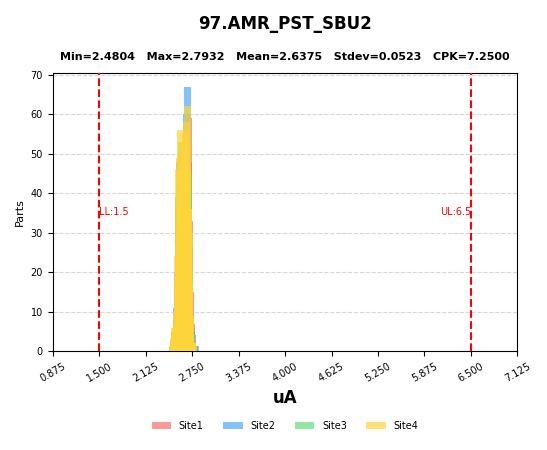 97.AMR_PST_SBU2
Min=2.4804 Max=2.7932 Mean=2.6375 Stdev=0.0523 CPK=7.2500
70
60
50
40
30
20
10
0
Parts
LL:1.5
UL:6.5
0.875 1.500 2.125 2.750 3.375 4.000 4.625 5.250 5.875 6.500 7.125
uA
Site1 Site2 Site3 Site4